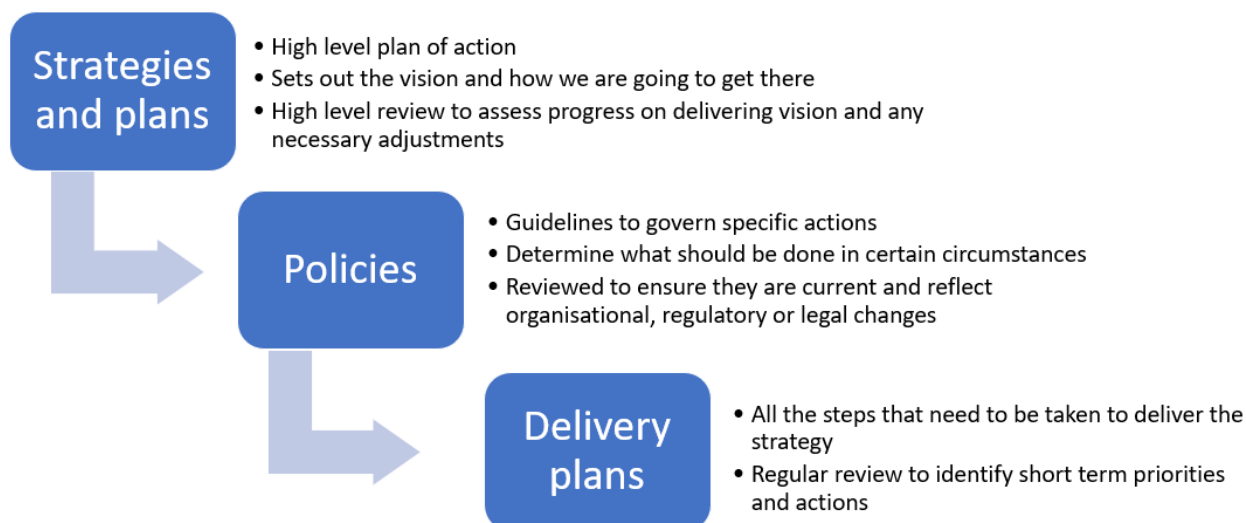 Strategies
and plans
• High level plan of action
• Sets out the vision and how we are going to get there
• High level review to assess progress on delivering vision and any
necessary adjustments
Policies
• Guidelines to govern specific actions
• Determine what should be done in certain circumstances
• Reviewed to ensure they are current and reflect
organisational, regulatory or legal changes
Delivery
plans
• All the steps that need to be taken to deliver the
strategy
• Regular review to identify short term priorities
and actions